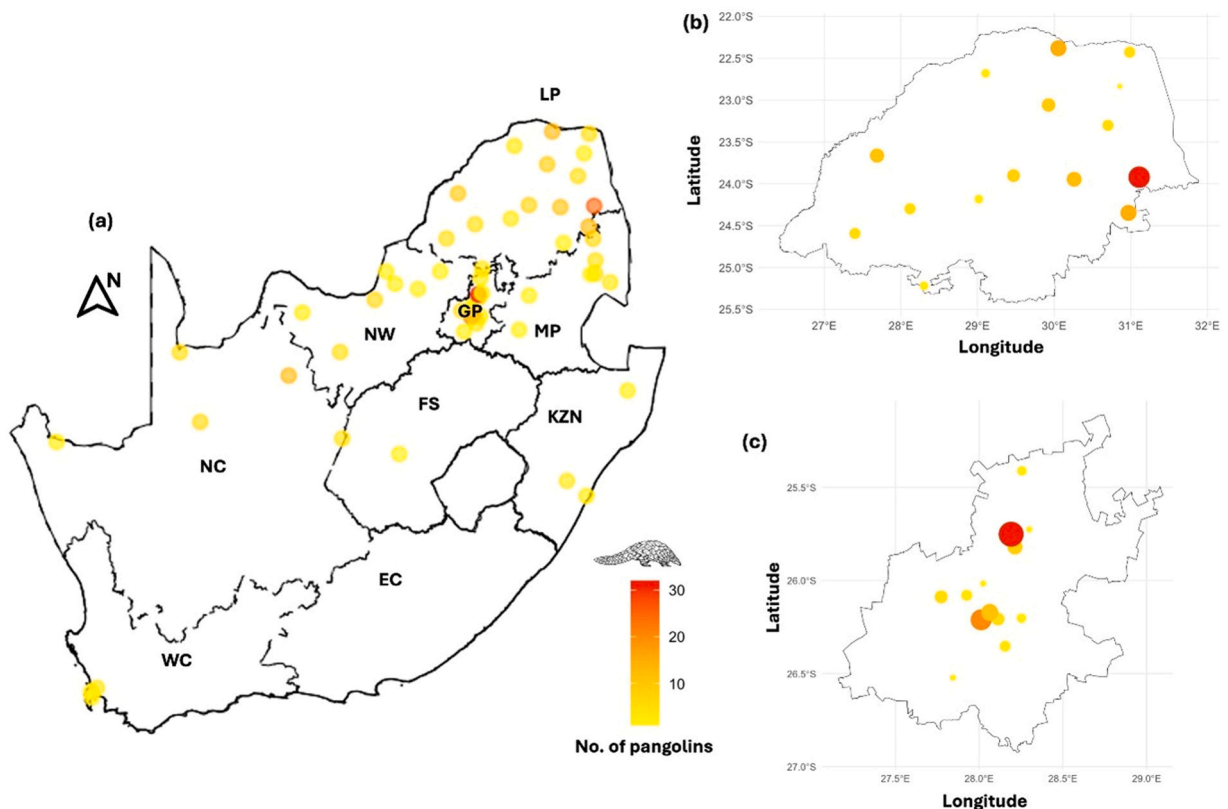 (a)
N
LP
NW
GP
MP
FS
KZN
NC
EC
WC
30
20
10
No. of pangolins
(b)
22.0°S
22.5°S
23.0°S
23.5°S
24.0°S
24.5°S
25.0°S
25.5°S
Latitude
27°E 28°E 29°E 30°E 31°E 32°E
Longitude
(c)
25.5°S
26.0°S
26.5°S
27.0°S
Latitude
27.5°E 28.0°E 28.5°E 29.0°E
Longitude